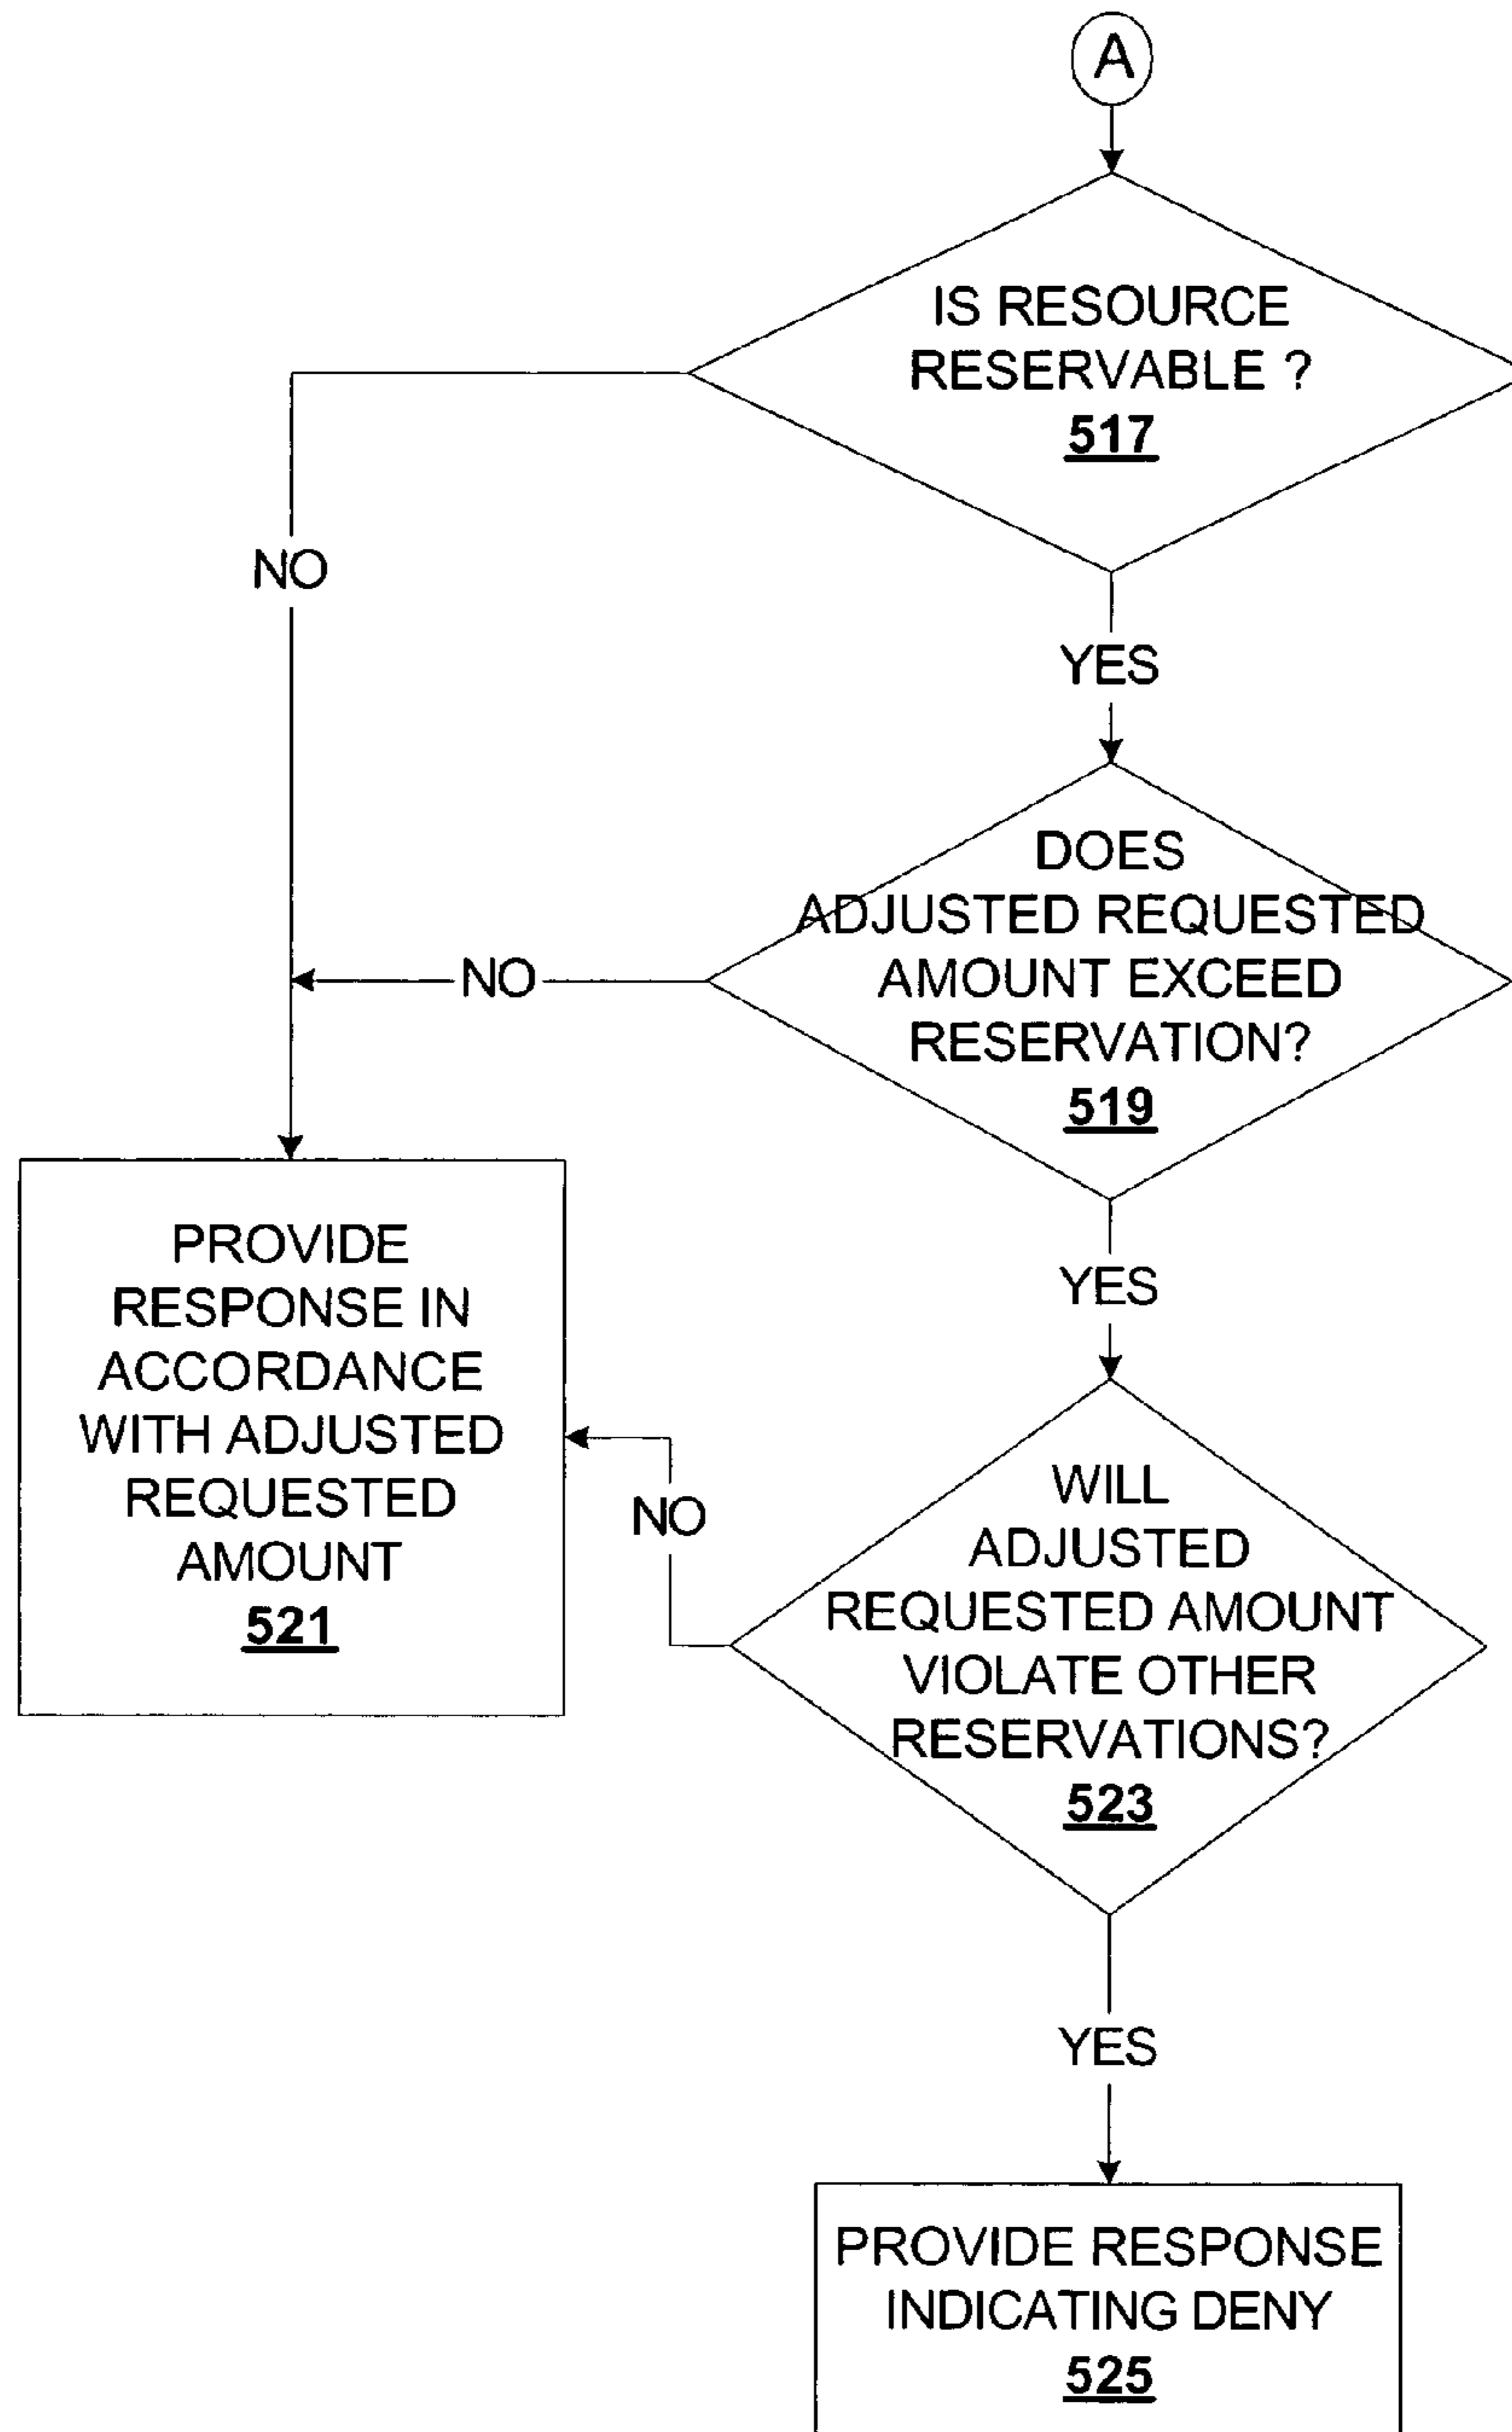 A
IS RESOURCE
RESERVABLE ?
517
NO
YES
DOES
ADJUSTED REQUESTED
AMOUNT EXCEED
RESERVATION?
519
NO
YES
PROVIDE
RESPONSE IN
ACCORDANCE
WITH ADJUSTED
REQUESTED
AMOUNT
521
NO
WILL
ADJUSTED
REQUESTED AMOUNT
VIOLATE OTHER
RESERVATIONS?
523
YES
PROVIDE RESPONSE
INDICATING DENY
525